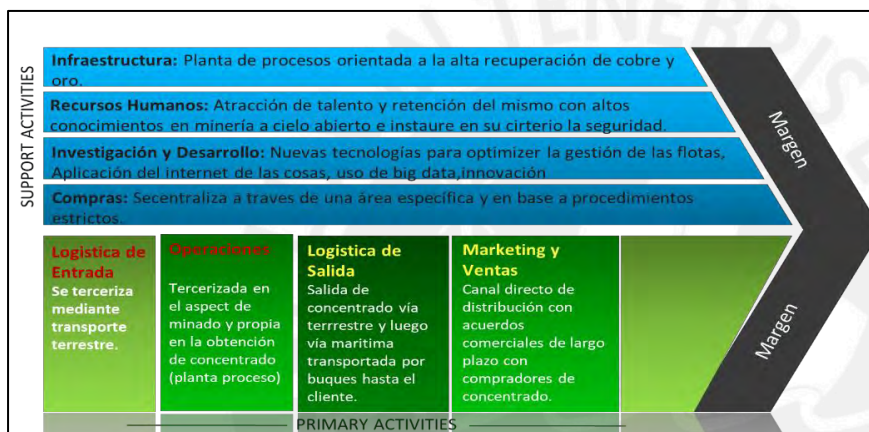 Infraestructura: Planta de procesos orientada a la alta recuperación de cobre y
oro.
Recursos Humanos: Atracción de talento y retención del mismo con altos
conocimientos en minería a cielo abierto e instaure en su cirterio la seguridad.
Investigación y Desarrollo: Nuevas tecnologías para optimizer la gestión de las flotas,
Aplicación del internet de las cosas, uso de big data,innovación
Compras: Secentraliza a traves de una área específica y en base a procedimientos
estrictos.
SUPPORT ACTIVITIES
Margen
Logistica de
Entrada
Se terceriza
mediante
transporte
terrestre.
Operaciones
Tercerizada en
el aspect de
minado y propia
en la obtención
de concentrado
(planta proceso)
Logistica de
Salida
Salida de
concentrado vía
terrrestre y luego
vía maritima
transportada por
buques hasta el
cliente.
Marketing y
Ventas
Canal directo de
distribución con
acuerdos
comerciales de largo
plazo con
compradores de
concentrado.
Margen
PRIMARY ACTIVITIES